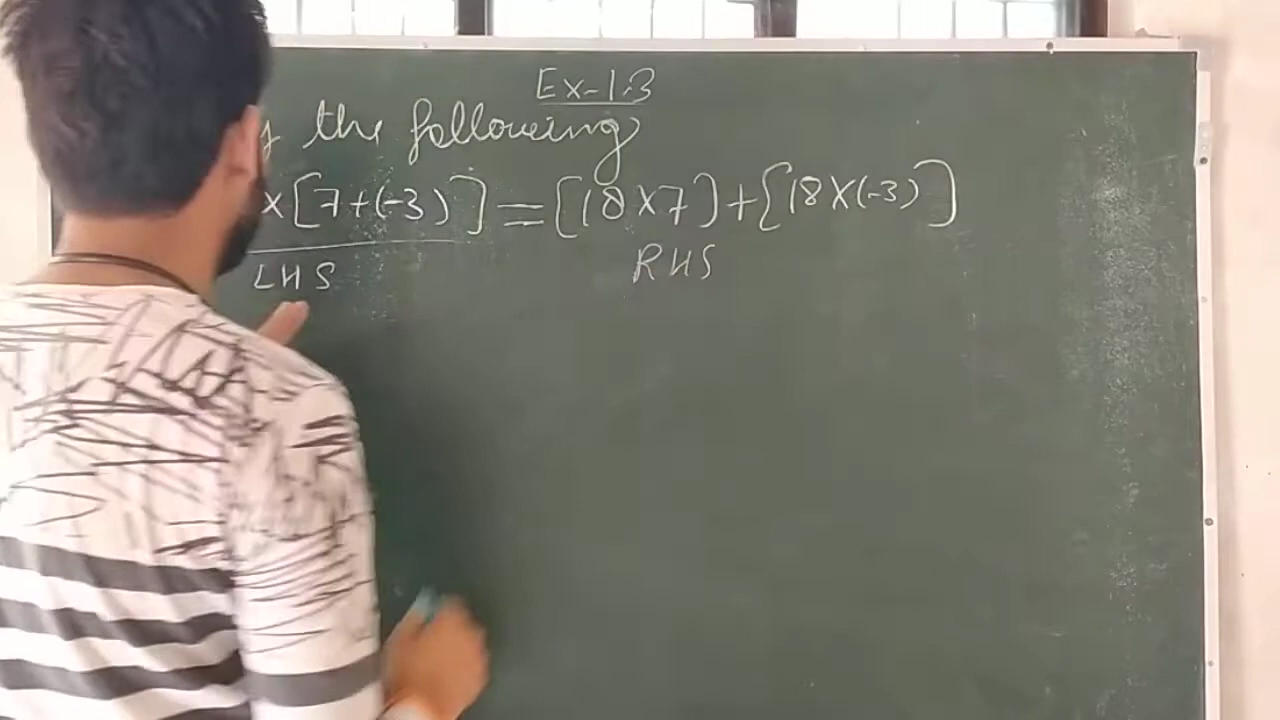 Ex-1.3
the following
×[7+(-3)]=[18×7]+[18×(-3)]
LHS RHS